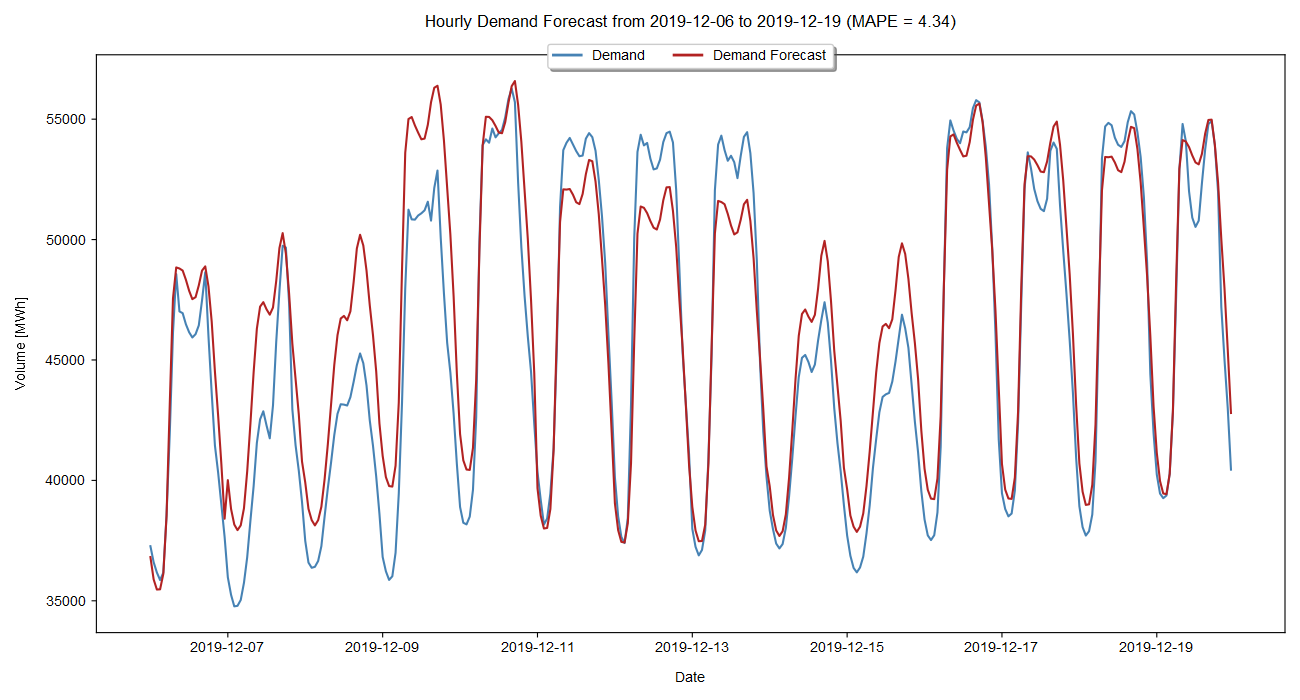 Hourly Demand Forecast from 2019-12-06 to 2019-12-19 (MAPE = 4.34)
Demand Demand Forecast
55000
50000
45000
40000
35000
Volume [MWh]
2019-12-07 2019-12-09 2019-12-11 2019-12-13 2019-12-15 2019-12-17 2019-12-19
Date